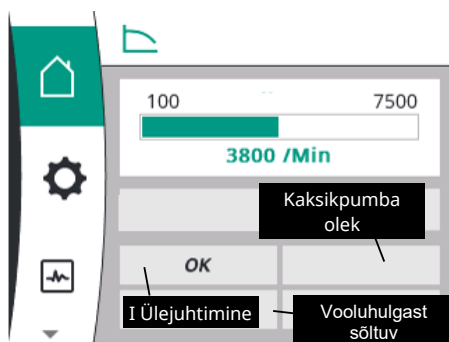 100 7500
3800 /Min
Kaksikpumba
olek
OK
I Ülejuhtimine
Vooluhulgast
sõltuv